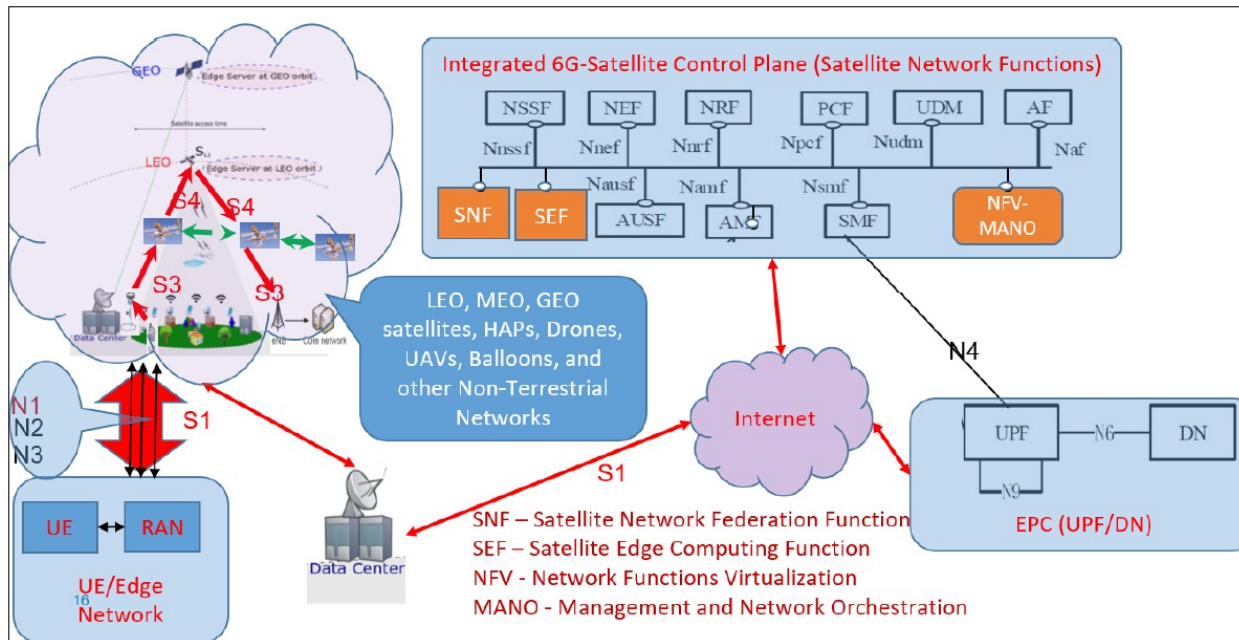 GEO
Edge Server at GEO orbit
Satellite access time
LEO
Edge Server at LEO orbit
S4
S4
S3
S3
Data Center
eNB
Core network
Integrated 6G-Satellite Control Plane (Satellite Network Functions)
NSSF
NEF
NRF
PCF
UDM
AF
Nnssf
Nnef
Nnrf
Npcf
Nudm
Naf
Nausf
Namf
Nsmf
SNF
SEF
AUSF
AMF
SMF
NFV-
MANO
LEO, MEO, GEO
satellites, HAPs, Drones,
UAVs, Balloons, and
other Non-Terrestrial
Networks
N1
N2
N3
S1
UE
RAN
UE/Edge
Network
16
Data Center
S1
Internet
N4
UPF
N6
DN
N9
EPC (UPF/DN)
SNF – Satellite Network Federation Function
SEF – Satellite Edge Computing Function
NFV - Network Functions Virtualization
MANO - Management and Network Orchestration